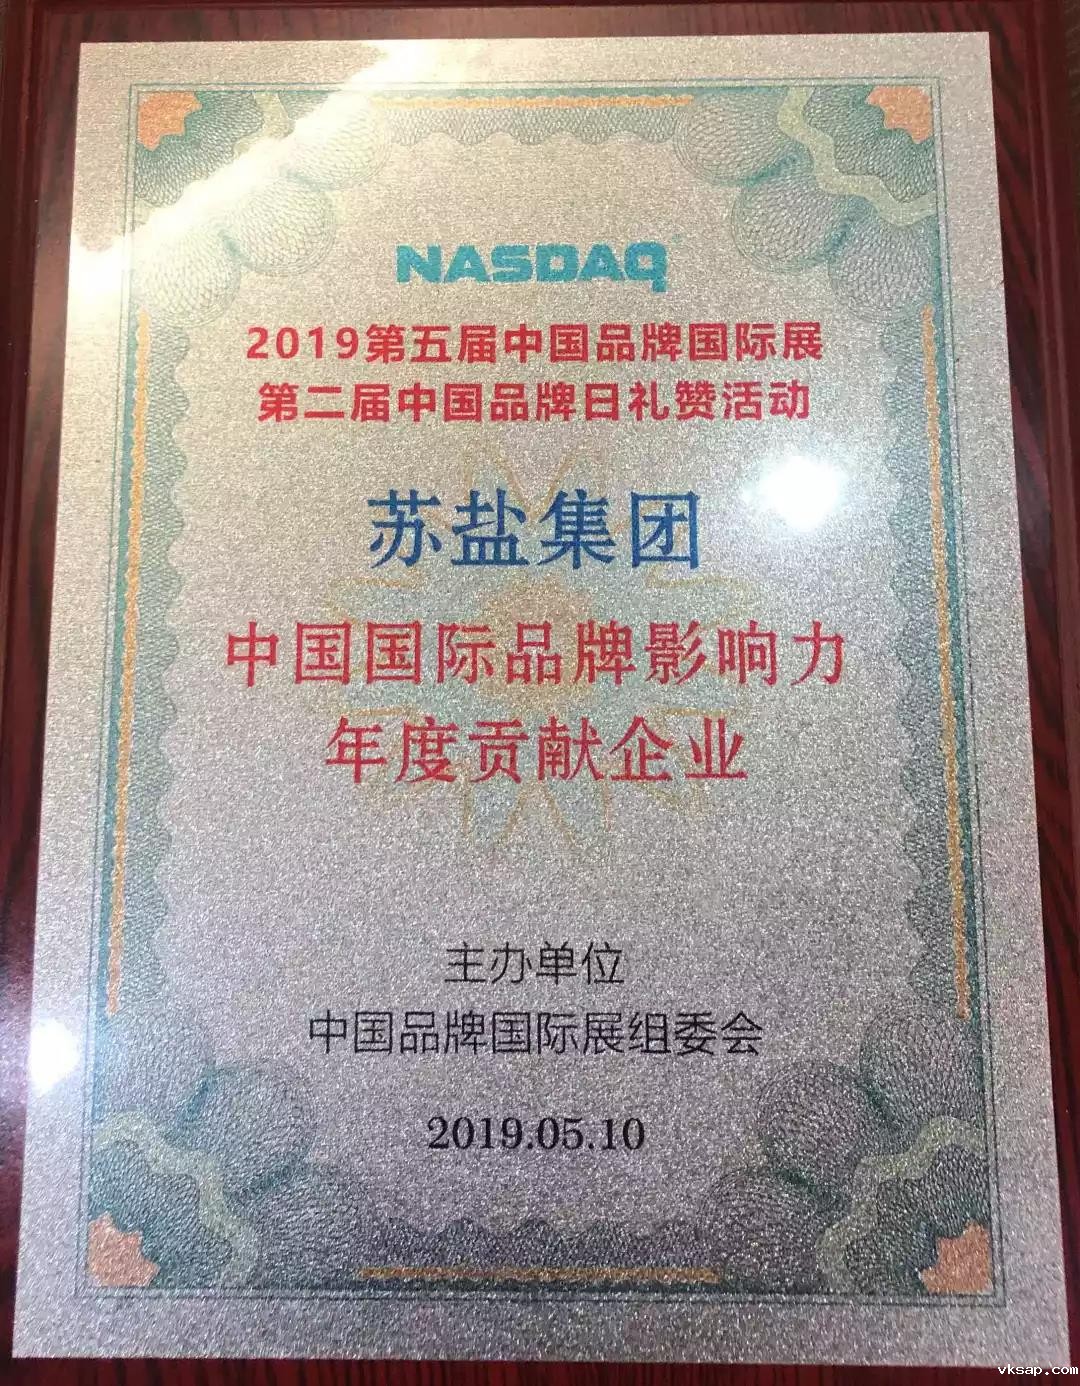 NASDAQ
2019第五届中国品牌国际展
第二届中国品牌日礼赞活动
苏盐集团
中国国际品牌影响力
年度贡献企业
主办单位
中国品牌国际展组委会
2019.05.10
vksap.com